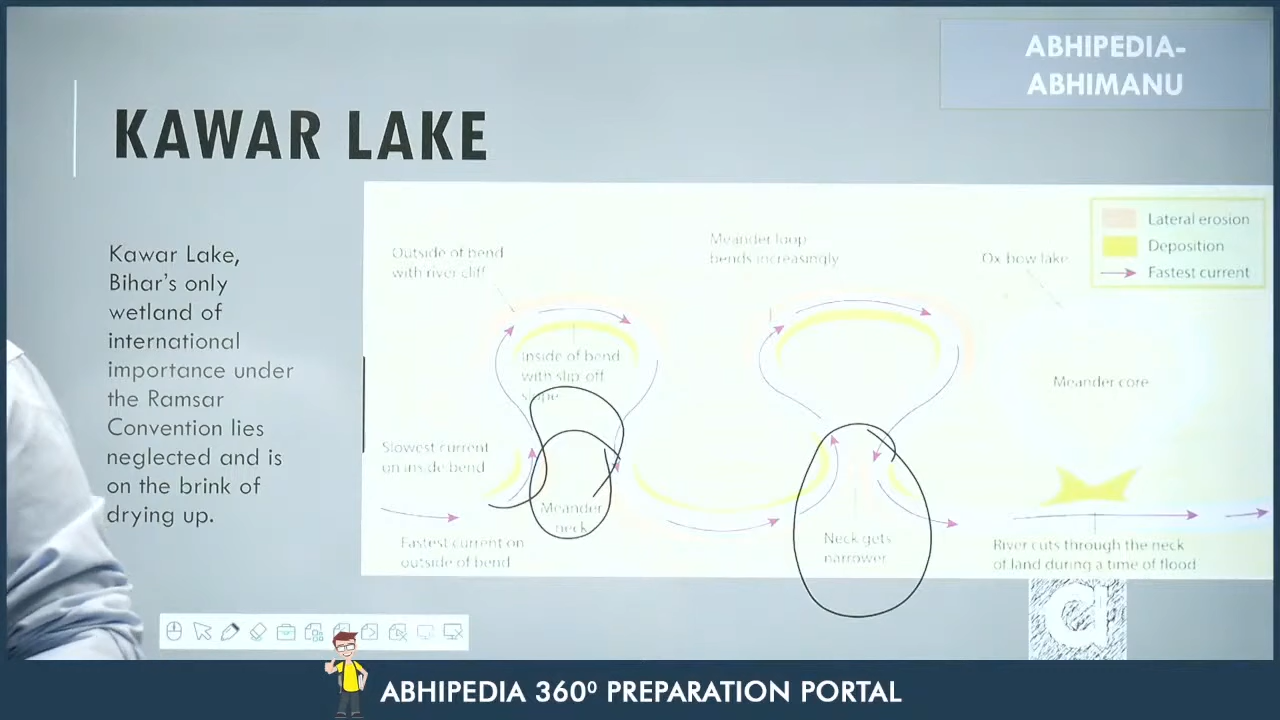 ABHIPEDIA-
ABHIMANU
KAWAR LAKE
Kawar Lake,
Bihar's only
wetland of
international
importance under
the Ramsar
Convention lies
neglected and is
on the brink of
drying up.
Outside of bend
with river cliff
Meander loop
bends increasingly
Ox bow lake
Lateral erosion
Deposition
Fastest current
Inside of bend
with slip off
slope
Meander core
Slowest current
on inside bend
Meander
neck
Fastest current on
outside of bend
Neck gets
narrower
River cuts through the neck
of land during a time of flood
a
ABHIPEDIA 360⁰ PREPARATION PORTAL